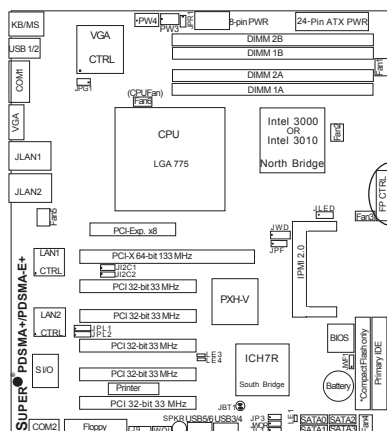 KB/MS
USB 1/2
COM1
VGA
JLAN1
JLAN2
Fan5
VGA
CTRL
JPG1
PW4
PW3
JPR1
8-pin PWR
24-Pin ATX PWR
DIMM 2B
DIMM 1B
DIMM 2A
DIMM 1A
Fan1
(CPUFan)
Fan6
CPU
LGA 775
Intel 3000
OR
Intel 3010
North Bridge
Fan2
FP CTRL
Fan3
JLED
JWD
JPF
IPMI 2.0
PCI-Exp. x8
PCI-X 64-bit 133 MHz
JI2C1
JI2C2
PCI 32-bit 33 MHz
PXH-V
LAN1
CTRL
LAN2
CTRL
PCI 32-bit 33 MHz
JPL1
JPL2
PCI 32-bit 33 MHz
LE3
LE4
S I/O
PCI 32-bit 33 MHz
Printer
PCI 32-bit 33 MHz
ICH7R
South Bridge
BIOS
JWF1
Battery
*Compact Flash only
Primary IDE
SUPER PDSMA+/PDSMA-E+
JBT1
COM2
Floppy
SPKR
USB5/6
USB3/4
JP3
LE1
SATA0
SATA2
SATA1
SATA3
Fan4